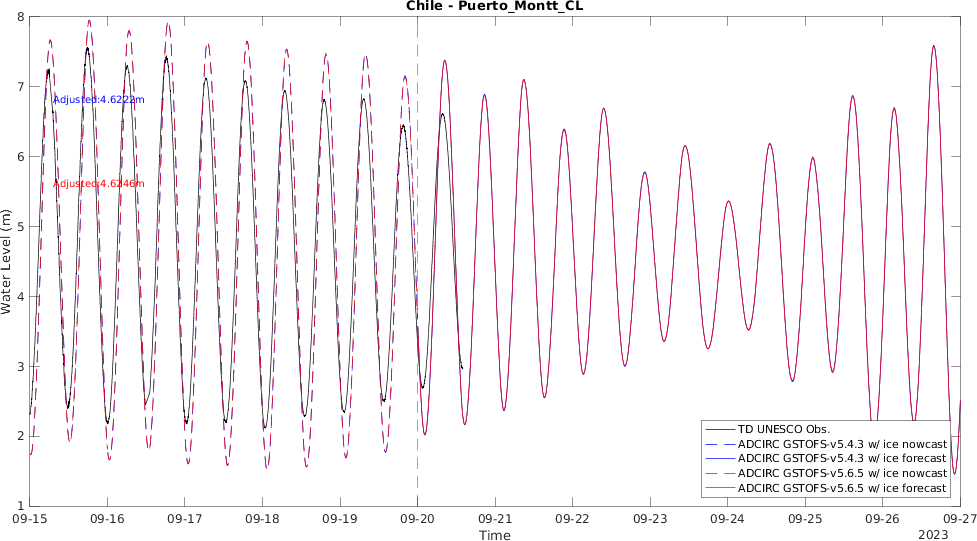 Chile - Puerto_Montt_CL
8
7
6
5
4
3
2
1
Water Level (m)
Adjusted:4.6222m
Adjusted:4.6246m
TD UNESCO Obs.
ADCIRC GSTOFS-v5.4.3 w/ ice nowcast
ADCIRC GSTOFS-v5.4.3 w/ ice forecast
ADCIRC GSTOFS-v5.6.5 w/ ice nowcast
ADCIRC GSTOFS-v5.6.5 w/ ice forecast
09-15 09-16 09-17 09-18 09-19 09-20 09-21 09-22 09-23 09-24 09-25 09-26 09-27
Time
2023